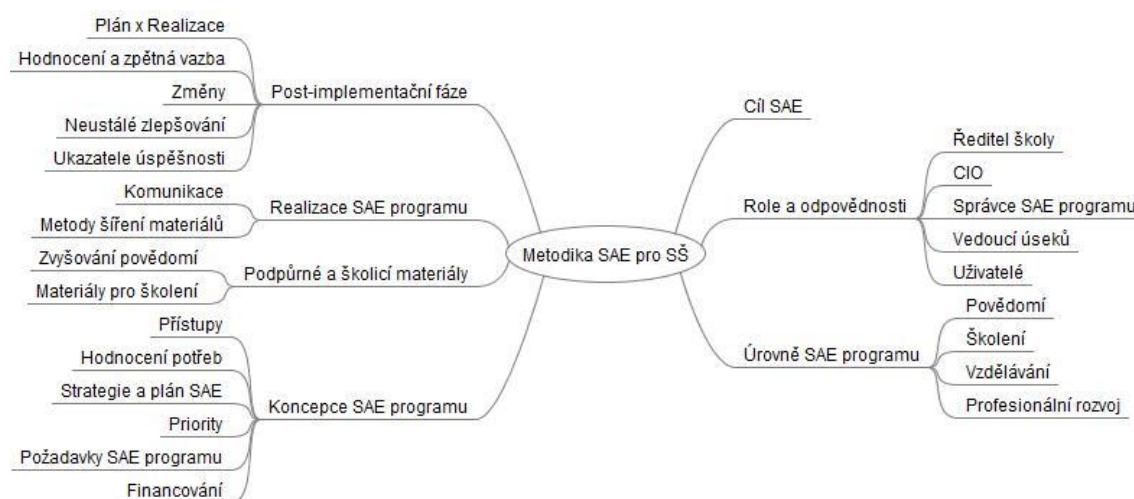 Plán x Realizace
Hodnocení a zpětná vazba
Změny
Neustálé zlepšování
Ukazatele úspěšnosti
Post-implementační fáze
Komunikace
Metody šíření materiálů
Realizace SAE programu
Zvyšování povědomí
Materiály pro školení
Podpůrné a školicí materiály
Přístupy
Hodnocení potřeb
Strategie a plán SAE
Priority
Požadavky SAE programu
Financování
Koncepce SAE programu
Metodika SAE pro SŠ
Cíl SAE
Role a odpovědnosti
Ředitel školy
CIO
Správce SAE programu
Vedoucí úseků
Uživatelé
Úrovně SAE programu
Povědomí
Školení
Vzdělávání
Profesionální rozvoj